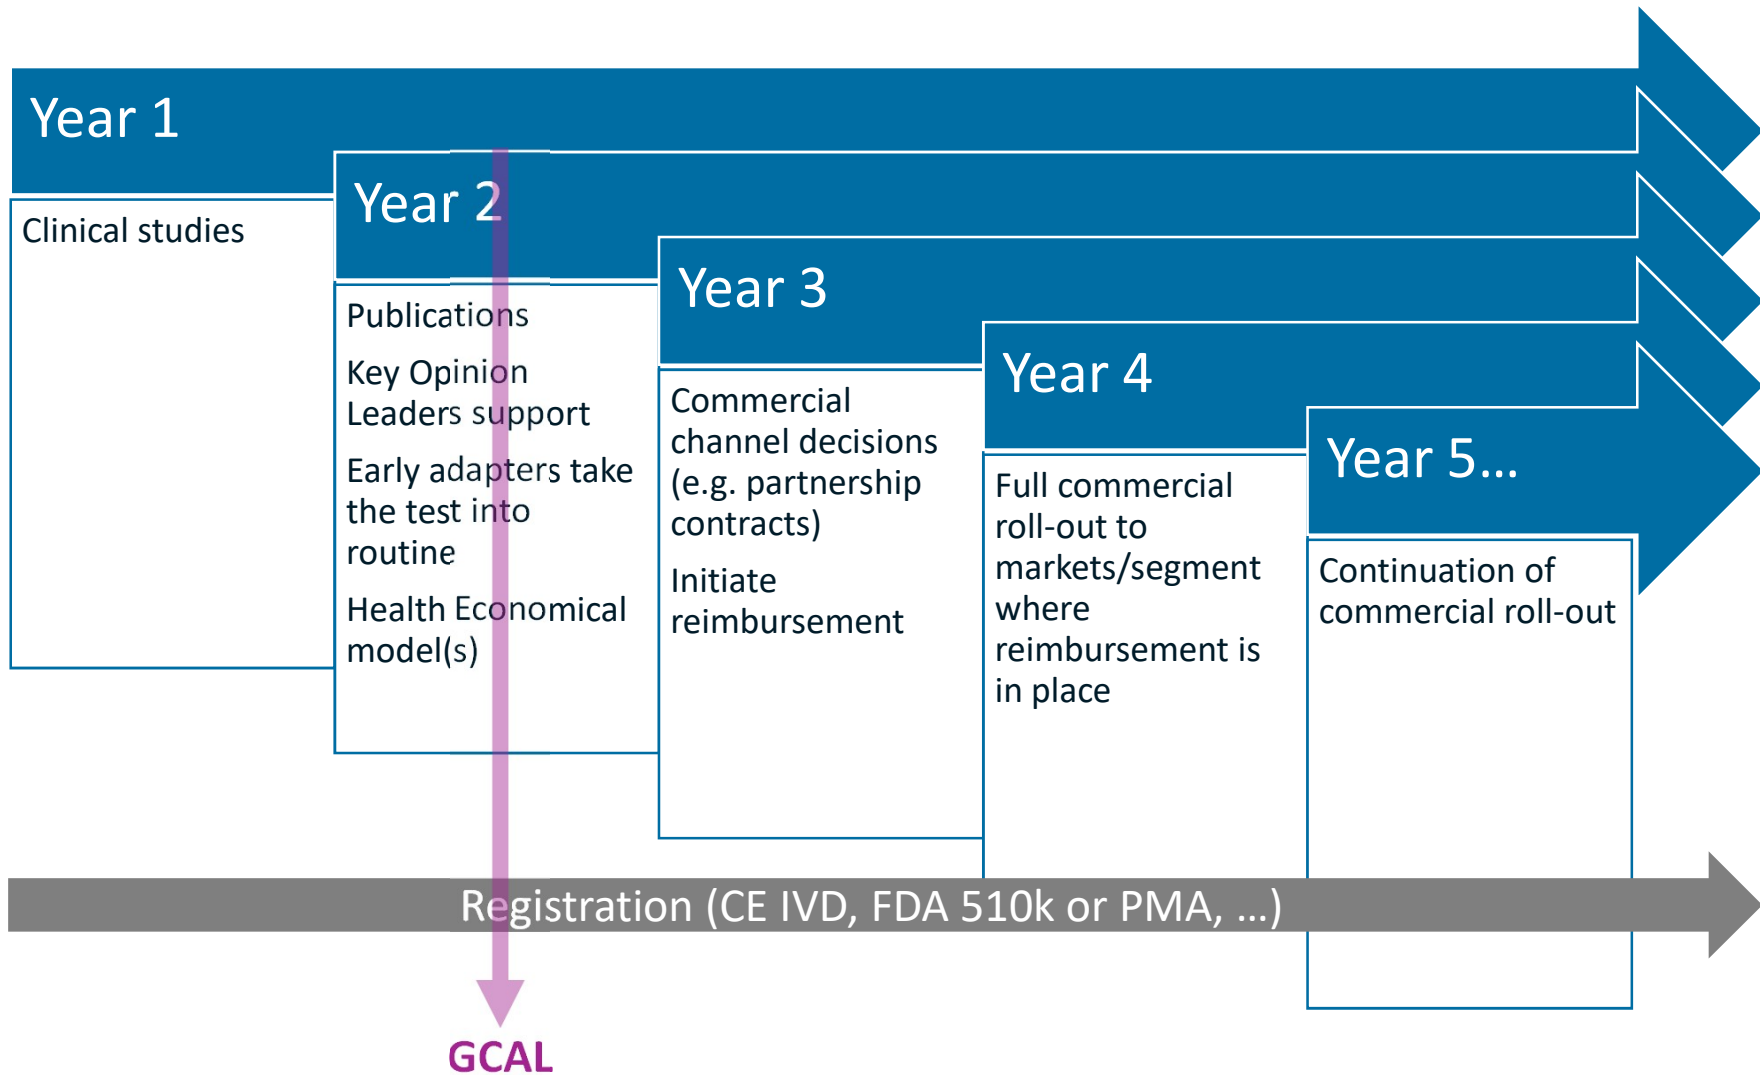 Year 1
Clinical studies
Year 2
Publications
Key Opinion
Leaders support
Early adapters take
the test into
routine
Health Economical
model(s)
Year 3
Commercial
channel decisions
(e.g. partnership
contracts)
Initiate
reimbursement
Year 4
Full commercial
roll-out to
markets/segment
where
reimbursement is
in place
Year 5...
Continuation of
commercial roll-out
Registration (CE IVD, FDA 510k or PMA, ...)
GCAL